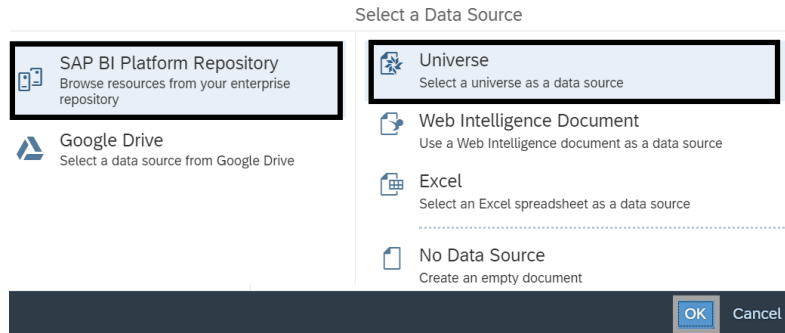 Select a Data Source
SAP BI Platform Repository
Browse resources from your enterprise
repository
Google Drive
Select a data source from Google Drive
Universe
Select a universe as a data source
Web Intelligence Document
Use a Web Intelligence document as a data source
Excel
Select an Excel spreadsheet as a data source
No Data Source
Create an empty document
OK Cancel